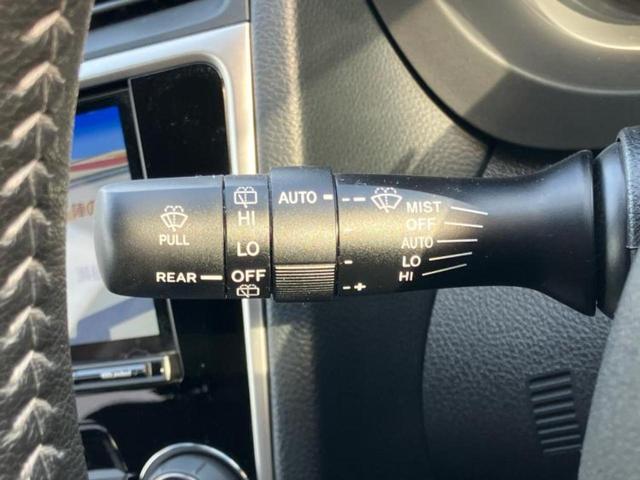 PULL
REAR
HI
LO
OFF
AUTO
- +
MIST
OFF
AUTO
LO
HI